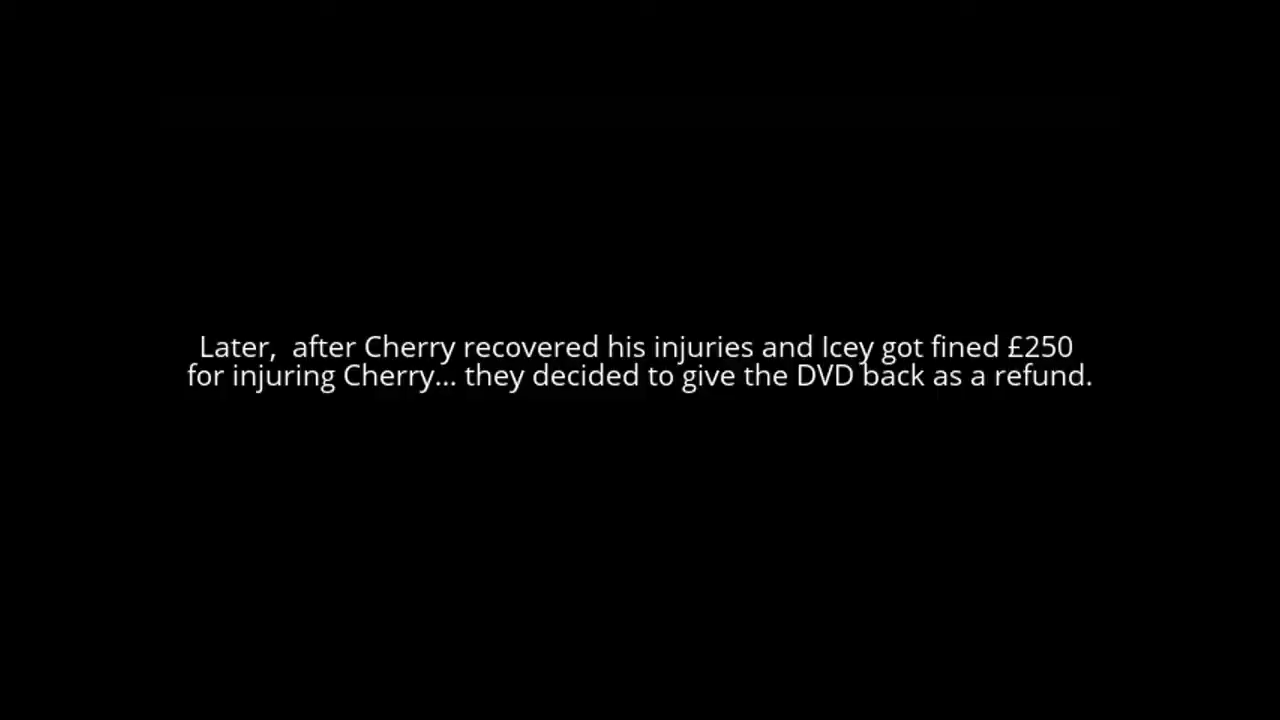 Later,  after Cherry recovered his injuries and Icey got fined £250
for injuring Cherry... they decided to give the DVD back as a refund.